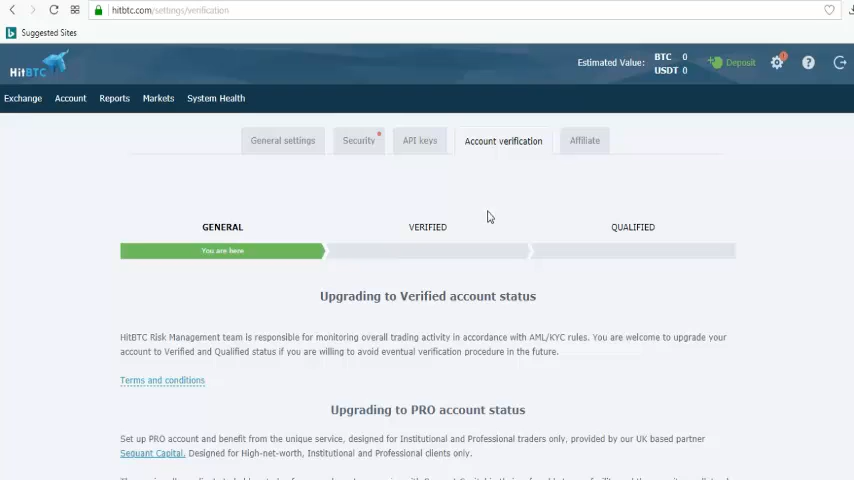 hitbtc.com/settings/verification
Suggested Sites
HitBTC
Estimated Value: BTC 0
USDT 0
Deposit
Exchange Account Reports Markets System Health
General settings Security API keys Account verification Affiliate
GENERAL VERIFIED QUALIFIED
You are here
Upgrading to Verified account status
HitBTC Risk Management team is responsible for monitoring overall trading activity in accordance with AML/KYC rules. You are welcome to upgrade your
account to Verified and Qualified status if you are willing to avoid eventual verification procedure in the future.
Terms and conditions
Upgrading to PRO account status
Set up PRO account and benefit from the unique service, designed for Institutional and Professional traders only, provided by our UK based partner
Sequant Capital. Designed for High-net-worth, Institutional and Professional clients only.